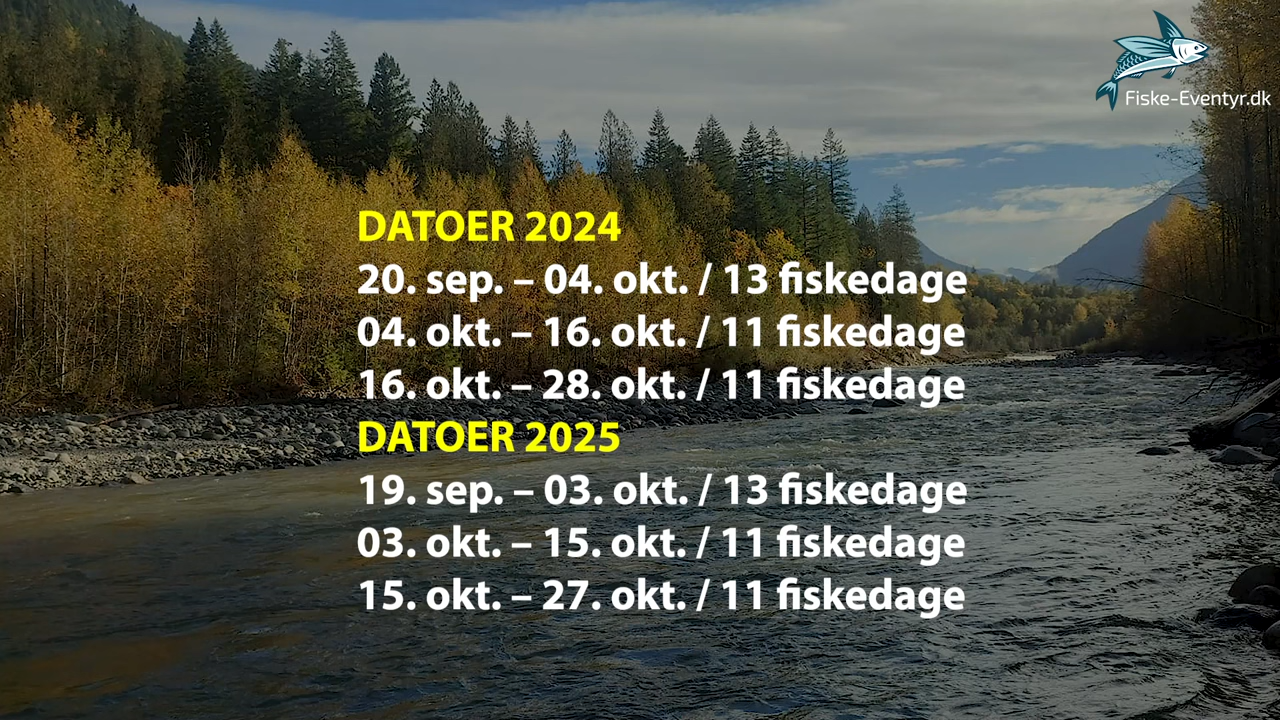 Fiske-Eventyr.dk
DATOER 2024
20. sep. – 04. okt. / 13 fiskedage
04. okt. – 16. okt. / 11 fiskedage
16. okt. – 28. okt. / 11 fiskedage
DATOER 2025
19. sep. – 03. okt. / 13 fiskedage
03. okt. – 15. okt. / 11 fiskedage
15. okt. – 27. okt. / 11 fiskedage